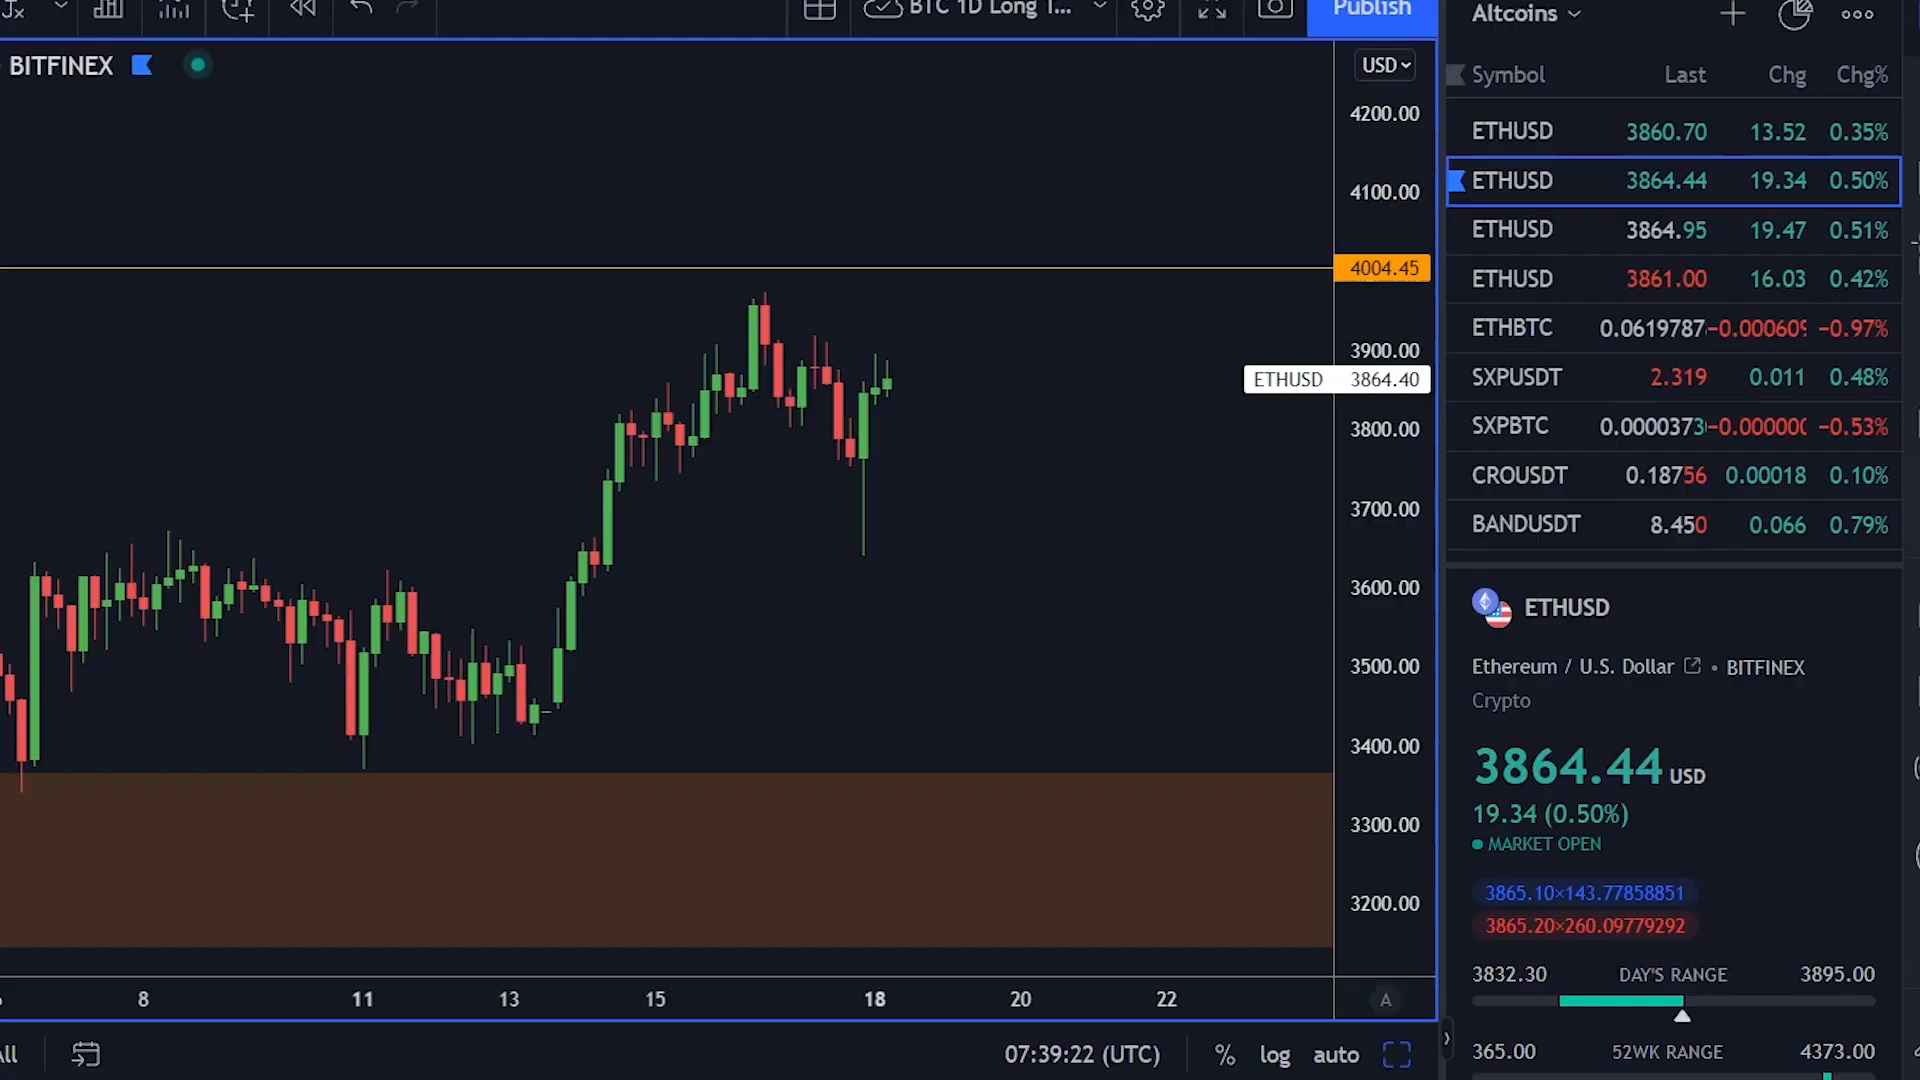 BTC 1D Long T...
Publish
Altcoins
BITFINEX
USD
Symbol Last Chg Chg%
4200.00
4100.00
4004.45
3900.00
ETHUSD 3864.40
3800.00
3700.00
3600.00
3500.00
3400.00
3300.00
3200.00
8 11 13 15 18 20 22 A
07:39:22 (UTC) % log auto
ETHUSD 3860.70 13.52 0.35%
ETHUSD 3864.44 19.34 0.50%
ETHUSD 3864.95 19.47 0.51%
ETHUSD 3861.00 16.03 0.42%
ETHBTC 0.0619787 −0.000609 −0.97%
SXPUSDT 2.319 0.011 0.48%
SXPBTC 0.0000373 −0.000000 −0.53%
CROUSDT 0.18756 0.00018 0.10%
BANDUSDT 8.450 0.066 0.79%
ETHUSD
Ethereum / U.S. Dollar • BITFINEX
Crypto
3864.44 USD
19.34 (0.50%)
MARKET OPEN
3865.10×143.77858851
3865.20×260.09779292
3832.30 DAY'S RANGE 3895.00
365.00 52WK RANGE 4373.00